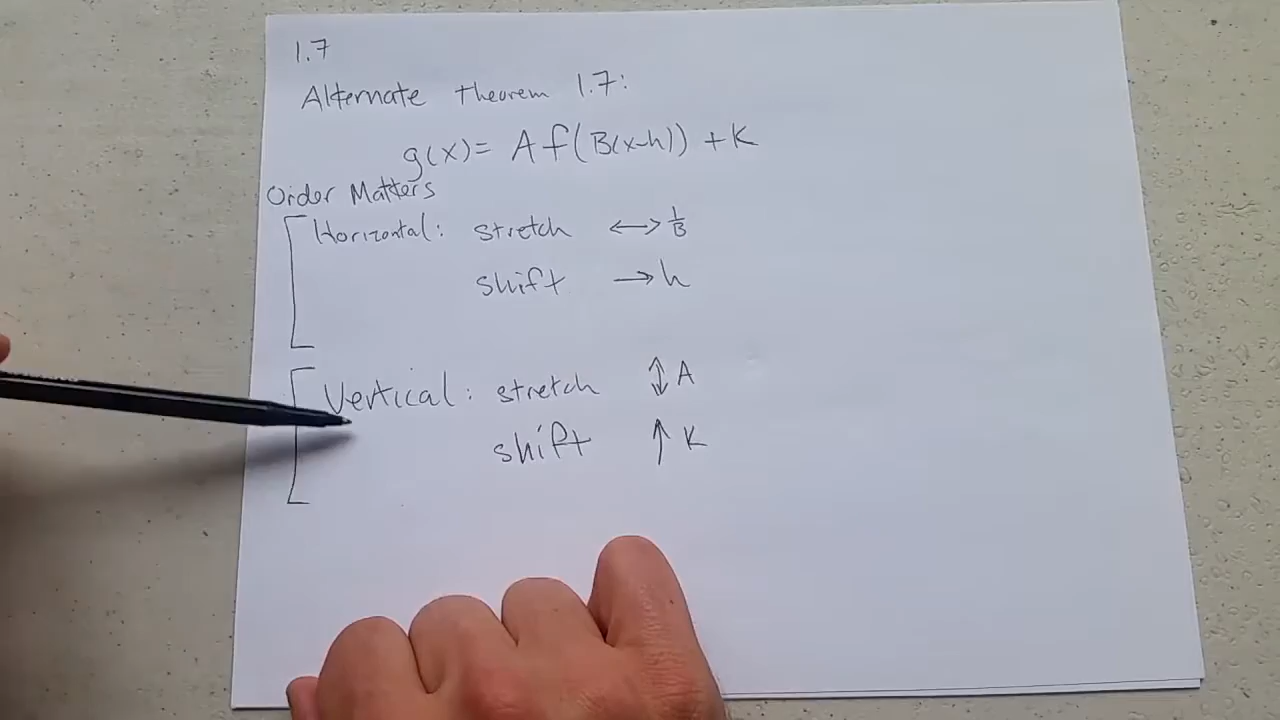 1.7
Alternate theorem 1.7:
g(x)= A f(B(x-h)) + K
Order Matters
Horizontal: stretch ↔ 1/B
shift → h
Vertical: stretch ↕ A
shift ↑ K